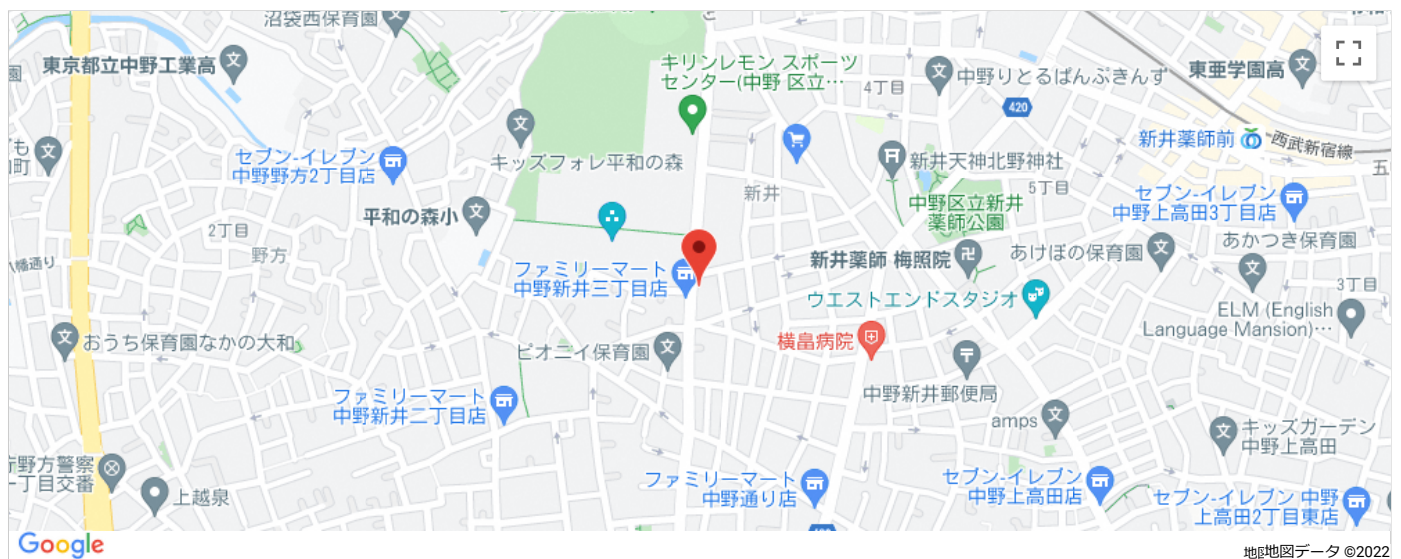 沼袋西保育園
東京都立中野工業高
園
キリンレモン スポーツ
センター(中野 区立…
4丁目
中野りとるぱんぷきんず
420
東亜学園高
新井薬師前
西武新宿線
五
ども
町
セブン-イレブン
中野野方2丁目店
キッズフォレ平和の森
新井
新井天神北野神社
5丁目
中野区立新井
薬師公園
セブン-イレブン
中野上高田3丁目店
平和の森小
2丁目
野方
八幡通り
ファミリーマート
中野新井三丁目店
新井薬師 梅照院
あけぼの保育園
あかつき保育園
3丁目
ウエストエンドスタジオ
ELM (English
Language Mansion)…
おうち保育園なかの大和
ピオニイ保育園
横畠病院
中野新井郵便局
ファミリーマート
中野新井二丁目店
amps
キッズガーデン
中野上高田
野方警察
一丁目交番
上越泉
ファミリーマート
中野通り店
セブン-イレブン
中野上高田店
セブン-イレブン 中野
上高田2丁目東店
Google
地図データ ©2022